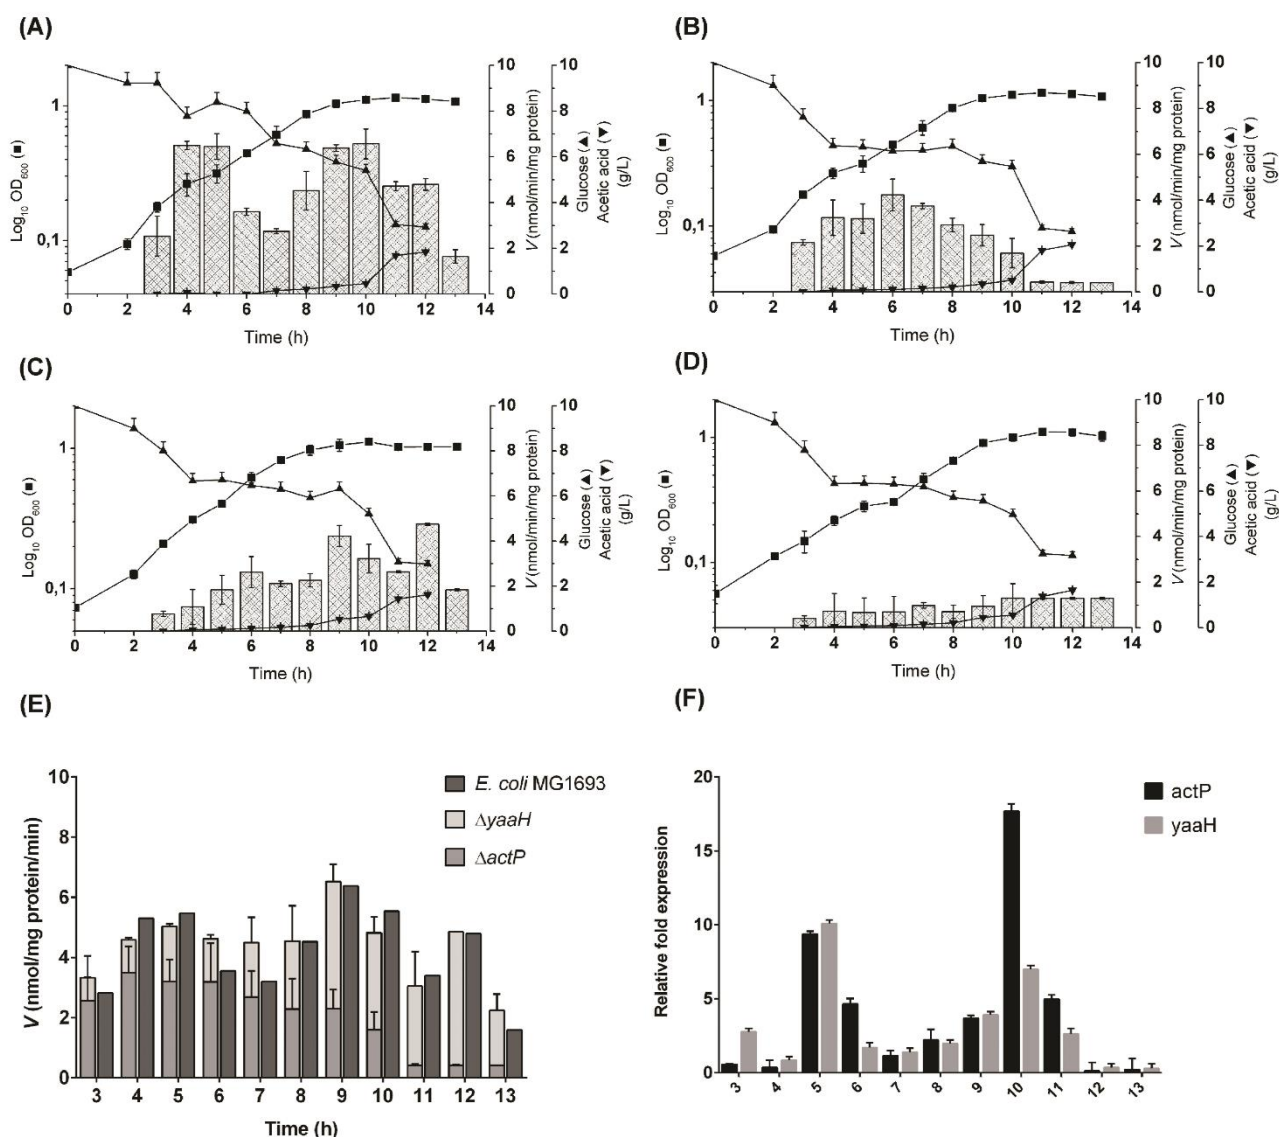 (A)
1
0,1
Log10 OD600 (■)
0 2 4 6 8 10 12 14
Time (h)
10
8
6
4
2
0
V (nmol/min/mg protein)
10
8
6
4
2
0
Glucose (▲)
Acetic acid (▼)
(g/L)
(B)
1
0,1
Log10 OD600 (■)
0 2 4 6 8 10 12 14
Time (h)
10
8
6
4
2
0
V (nmol/min/mg protein)
10
8
6
4
2
0
Glucose (▲)
Acetic acid (▼)
(g/L)
(C)
1
0,1
Log10 OD600 (■)
0 2 4 6 8 10 12 14
Time (h)
10
8
6
4
2
0
V (nmol/min/mg protein)
10
8
6
4
2
0
Glucose (▲)
Acetic acid (▼)
(g/L)
(D)
1
0,1
Log10 OD600 (■)
0 2 4 6 8 10 12 14
Time (h)
10
8
6
4
2
0
V (nmol/min/mg protein)
10
8
6
4
2
0
Glucose (▲)
Acetic acid (▼)
(g/L)
(E)
10
8
6
4
2
0
V (nmol/mg protein/min)
E. coli MG1693
ΔyaaH
ΔactP
3 4 5 6 7 8 9 10 11 12 13
Time (h)
(F)
20
15
10
5
0
Relative fold expression
actP
yaaH
3 4 5 6 7 8 9 10 11 12 13